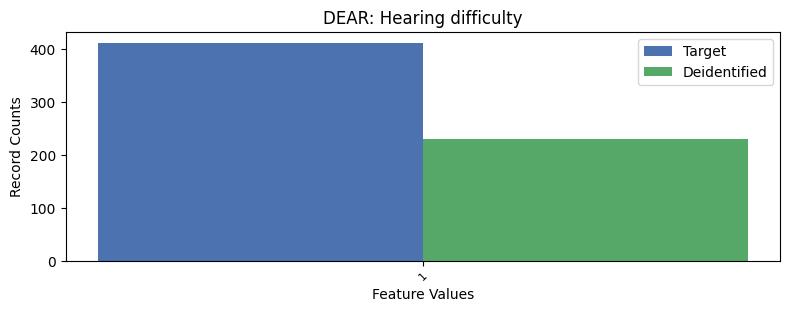 DEAR: Hearing difficulty
Target
Deidentified
Record Counts
400
300
200
100
0
1
Feature Values